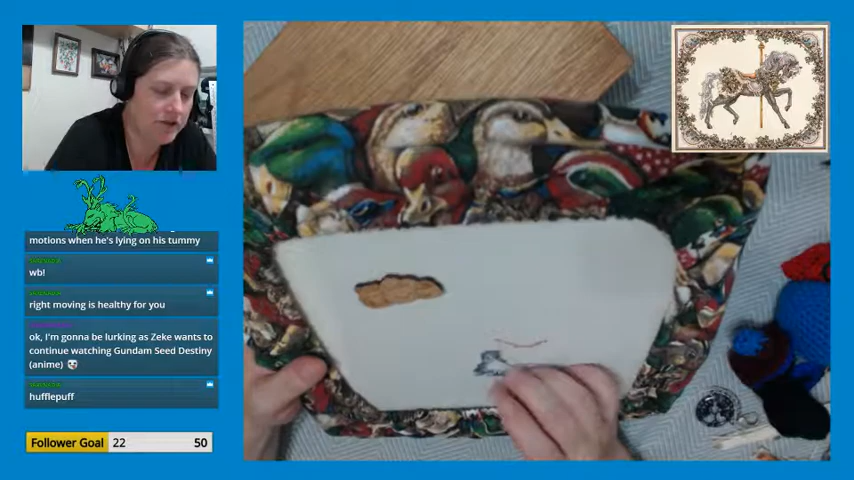 motions when he's lying on his tummy
wb!
right moving is healthy for you
ok, I'm gonna be lurking as Zeke wants to
continue watching Gundam Seed Destiny
(anime)
hufflepuff
Follower Goal 22 50